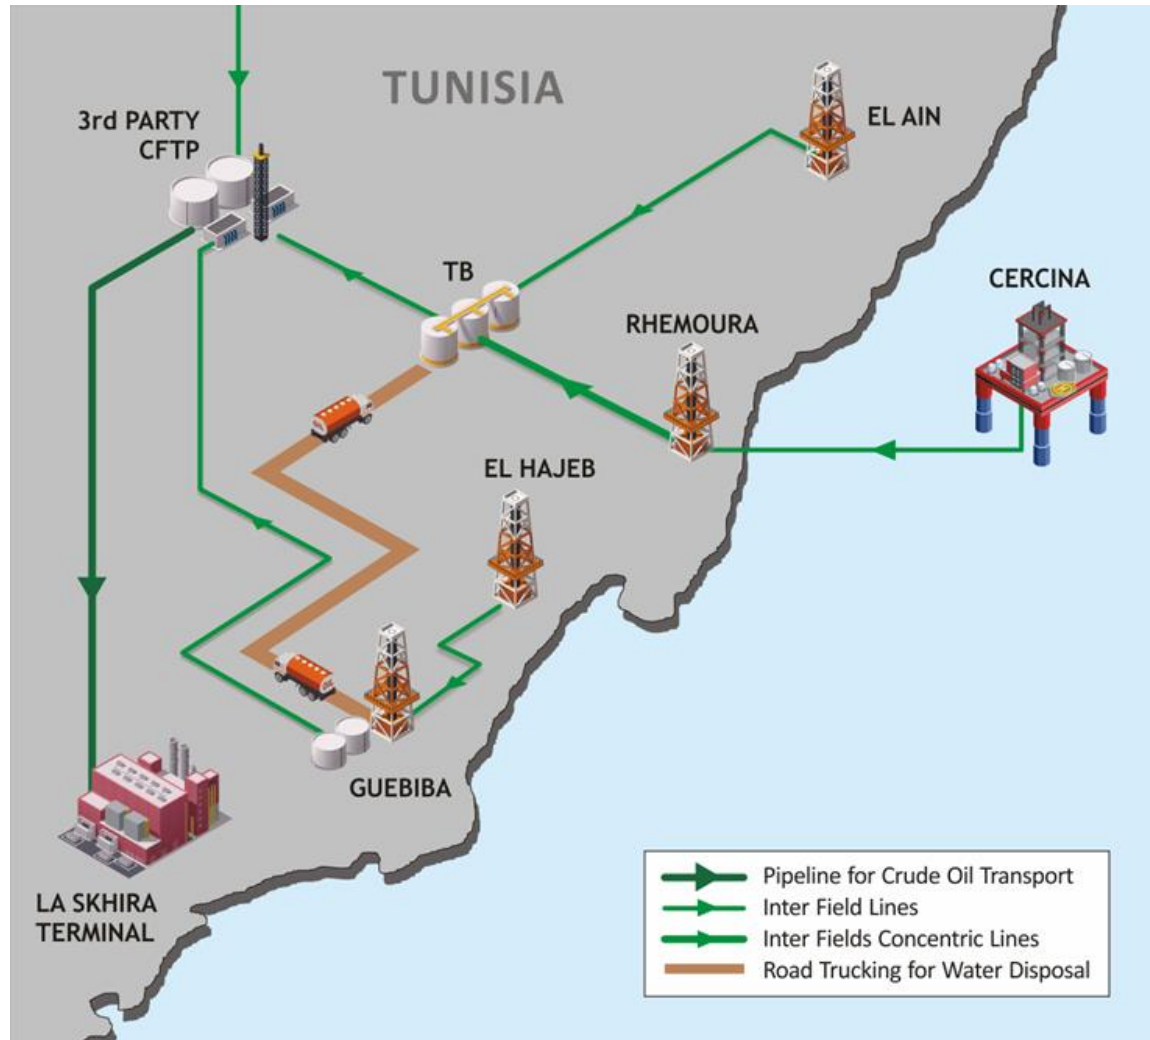 TUNISIA
3rd PARTY
CFTP
EL AIN
TB
CERCINA
RHEMOURA
EL HAJEB
GUEBIBA
LA SKHIRA
TERMINAL
Pipeline for Crude Oil Transport
Inter Field Lines
Inter Fields Concentric Lines
Road Trucking for Water Disposal